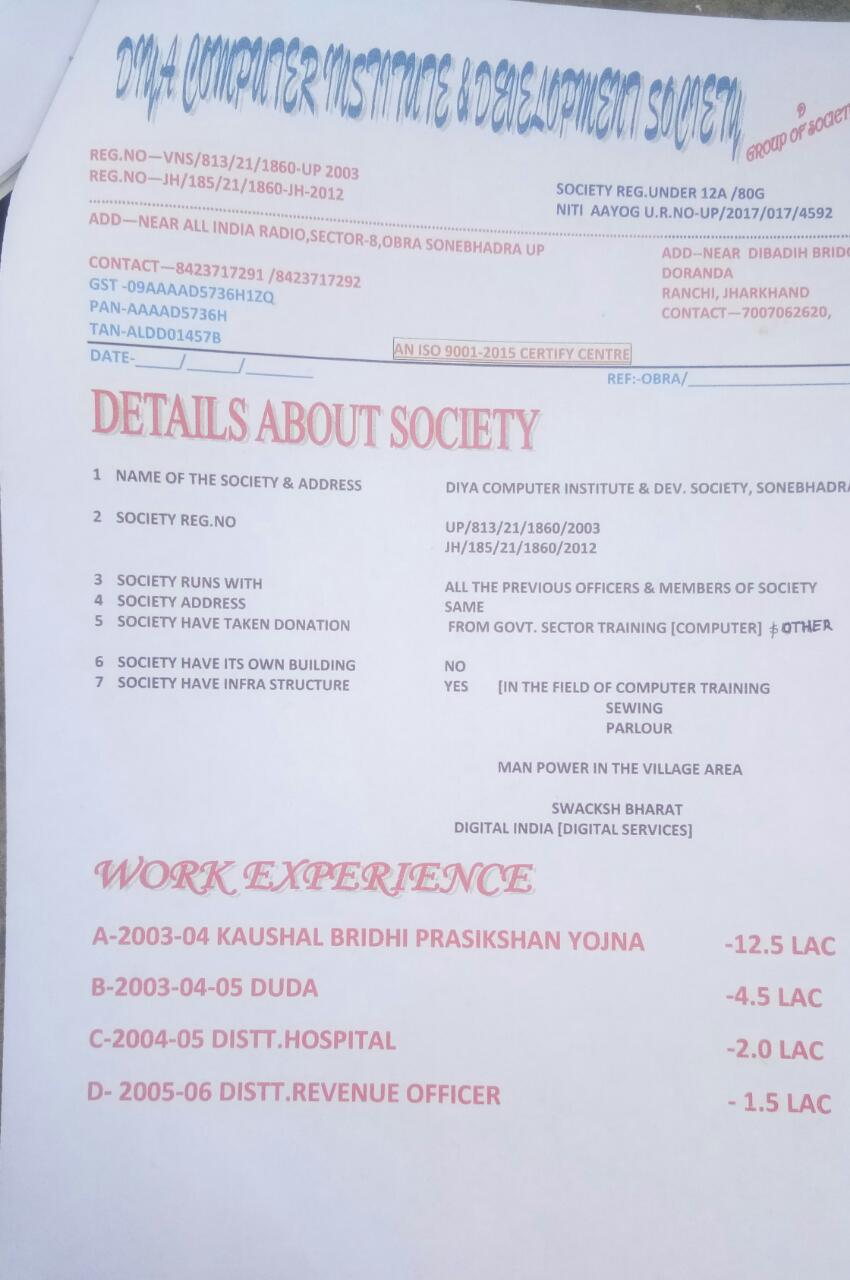 DIYA COMPUTER INSTITUTE & DEVELOPMENT SOCIETY
GROUP OF SOCIET
REG.NO—VNS/813/21/1860-UP 2003
REG.NO—JH/185/21/1860-JH-2012
SOCIETY REG.UNDER 12A /80G
NITI AAYOG U.R.NO-UP/2017/017/4592
ADD—NEAR ALL INDIA RADIO,SECTOR-8,OBRA SONEBHADRA UP
ADD--NEAR DIBADIH BRIDG
DORANDA
RANCHI, JHARKHAND
CONTACT—7007062620,
CONTACT—8423717291 /8423717292
GST -09AAAAD5736H1ZQ
PAN-AAAAD5736H
TAN-ALDD01457B
AN ISO 9001-2015 CERTIFY CENTRE
DATE-_____/______/________
REF:-OBRA/
DETAILS ABOUT SOCIETY
1 NAME OF THE SOCIETY & ADDRESS DIYA COMPUTER INSTITUTE & DEV. SOCIETY, SONEBHADRA
2 SOCIETY REG.NO UP/813/21/1860/2003
JH/185/21/1860/2012
3 SOCIETY RUNS WITH ALL THE PREVIOUS OFFICERS & MEMBERS OF SOCIETY
4 SOCIETY ADDRESS SAME
5 SOCIETY HAVE TAKEN DONATION FROM GOVT. SECTOR TRAINING [COMPUTER] & OTHER
6 SOCIETY HAVE ITS OWN BUILDING NO
7 SOCIETY HAVE INFRA STRUCTURE YES [IN THE FIELD OF COMPUTER TRAINING
SEWING
PARLOUR
MAN POWER IN THE VILLAGE AREA
SWACKSH BHARAT
DIGITAL INDIA [DIGITAL SERVICES]
WORK EXPERIENCE
A-2003-04 KAUSHAL BRIDHI PRASIKSHAN YOJNA -12.5 LAC
B-2003-04-05 DUDA -4.5 LAC
C-2004-05 DISTT.HOSPITAL -2.0 LAC
D- 2005-06 DISTT.REVENUE OFFICER - 1.5 LAC